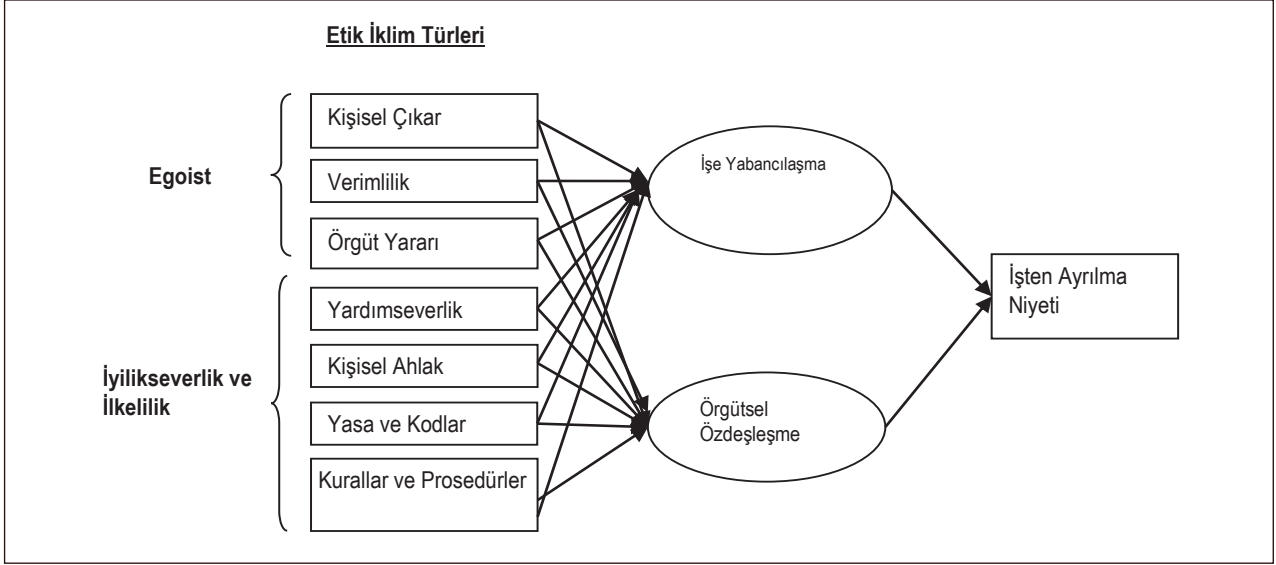 Etik İklim Türleri
Egoist
Kişisel Çıkar
Verimlilik
Örgüt Yararı
İyilikseverlik ve
İlkelilik
Yardımseverlik
Kişisel Ahlak
Yasa ve Kodlar
Kurallar ve Prosedürler
İşe Yabancılaşma
Örgütsel
Özdeşleşme
İşten Ayrılma
Niyeti